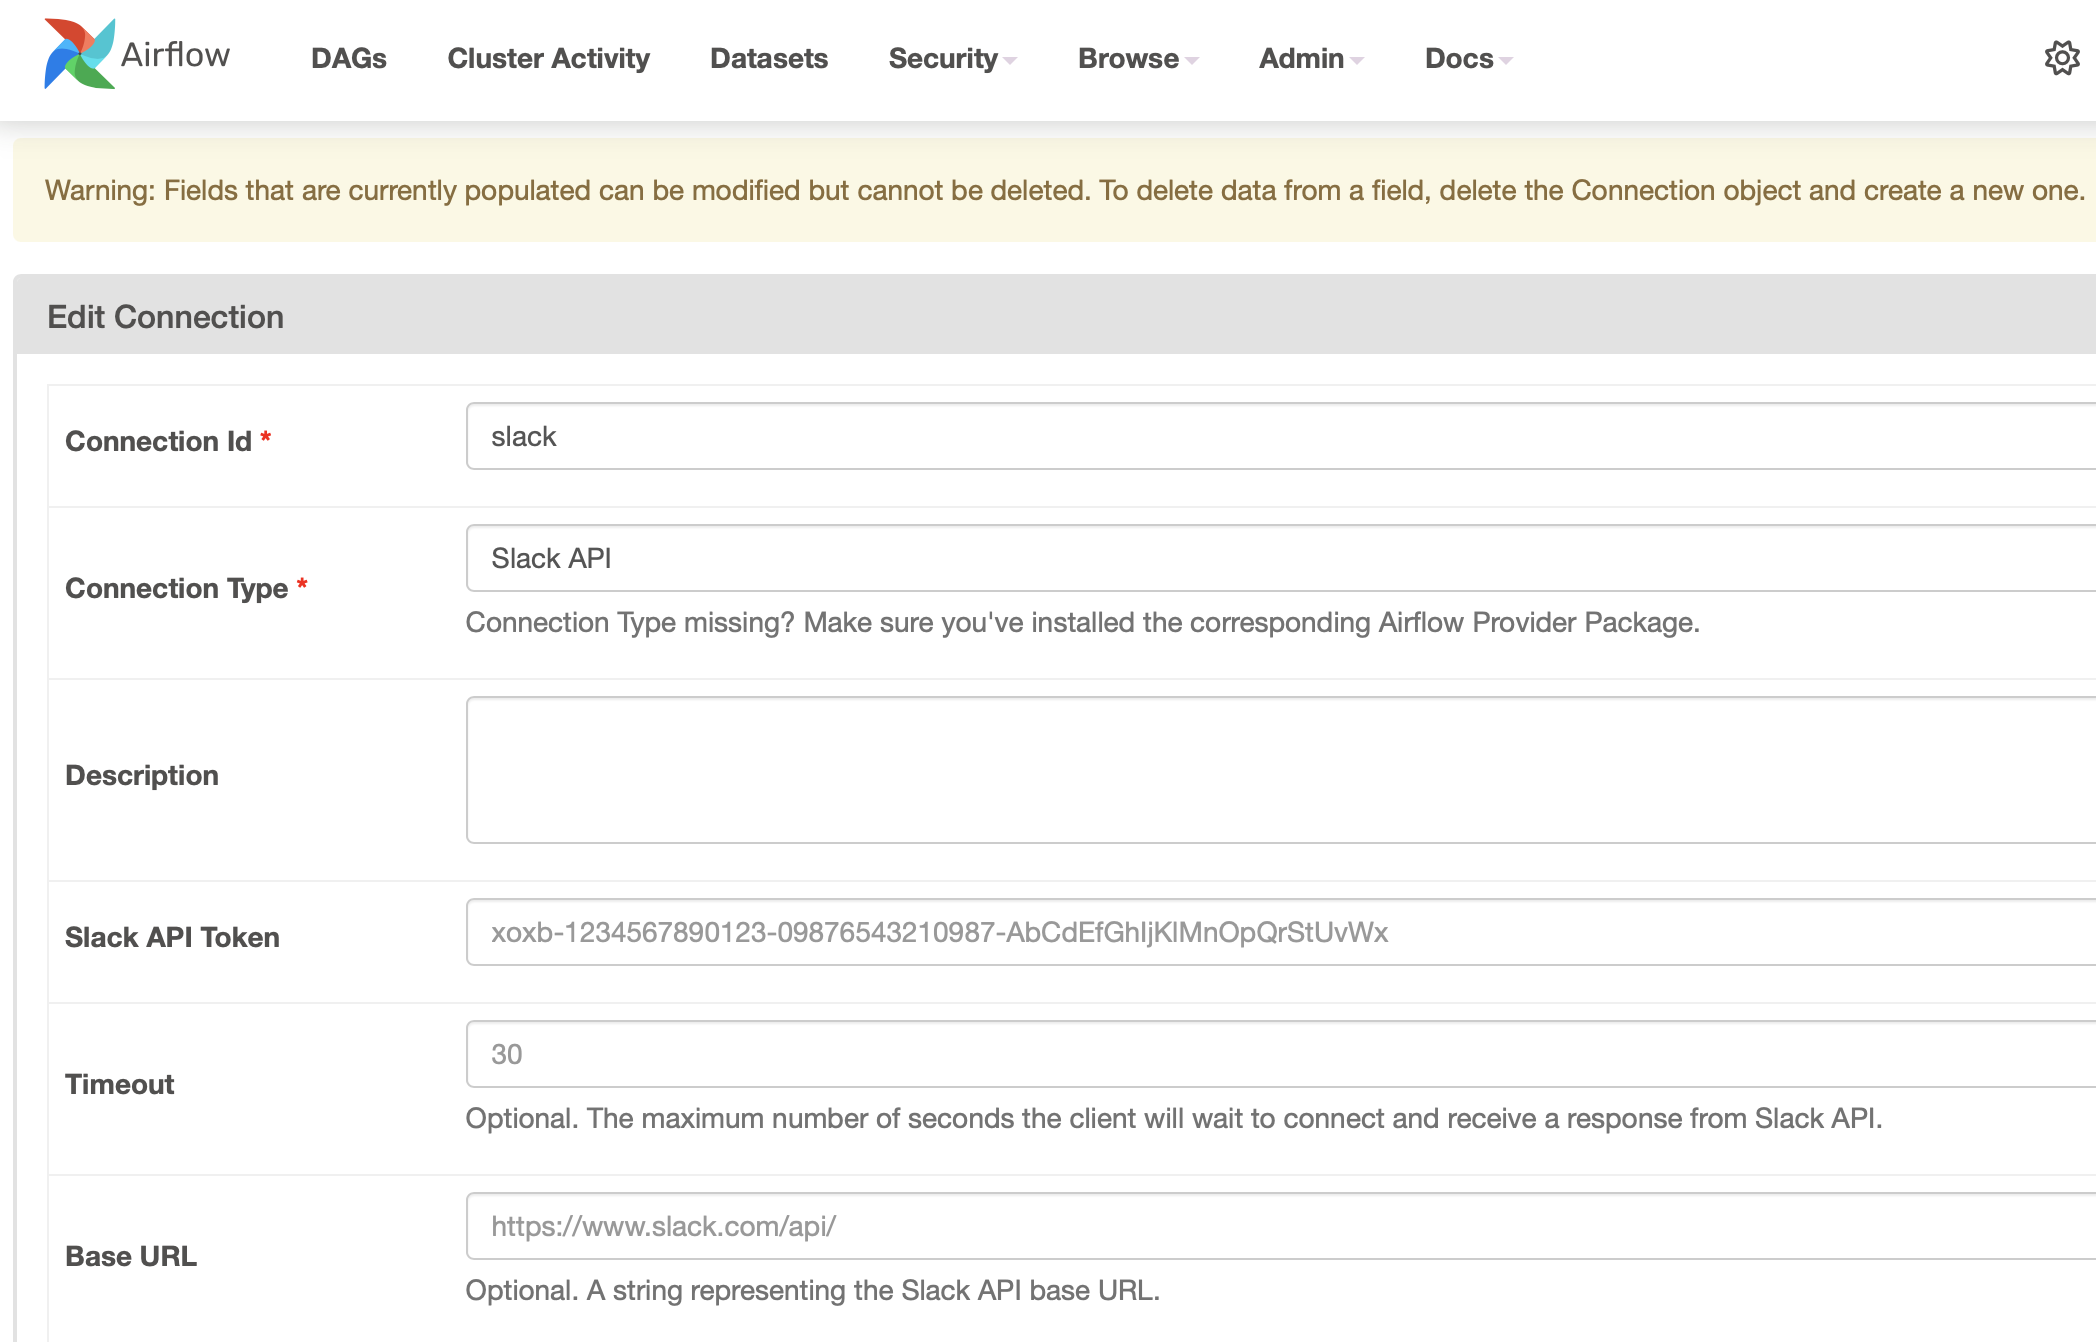 Airflow DAGs Cluster Activity Datasets Security Browse Admin Docs
Warning: Fields that are currently populated can be modified but cannot be deleted. To delete data from a field, delete the Connection object and create a new one.
Edit Connection
Connection Id * slack
Connection Type * Slack API
Connection Type missing? Make sure you've installed the corresponding Airflow Provider Package.
Description
Slack API Token xoxb-1234567890123-09876543210987-AbCdEfGhIjKlMnOpQrStUvWx
Timeout 30
Optional. The maximum number of seconds the client will wait to connect and receive a response from Slack API.
Base URL https://www.slack.com/api/
Optional. A string representing the Slack API base URL.